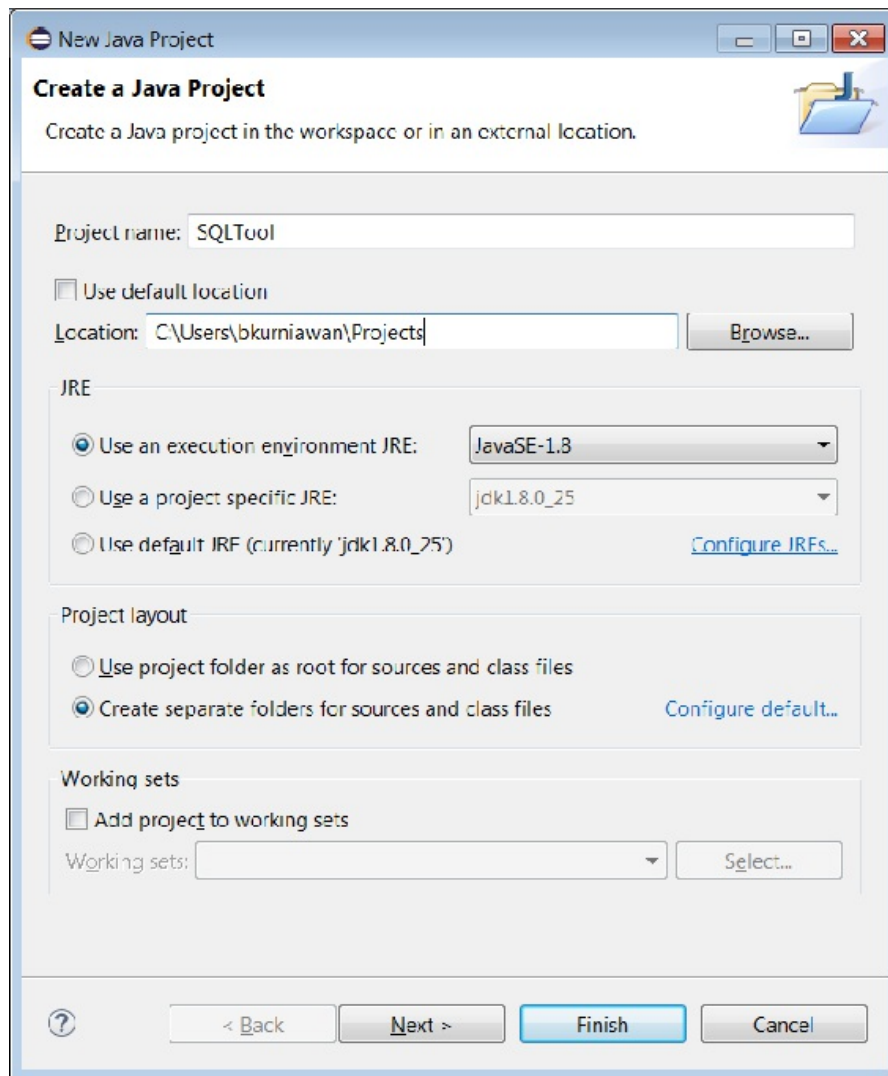 New Java Project
Create a Java Project
Create a Java project in the workspace or in an external location.
Project name: SQLTool
Use default location
Location: C:\Users\bkurniawan\Projects Browse...
JRE
Use an execution environment JRE: JavaSE-1.8
Use a project specific JRE: jdk1.8.0_25
Use default JRE (currently 'jdk1.8.0_25') Configure JREs...
Project layout
Use project folder as root for sources and class files
Create separate folders for sources and class files Configure default...
Working sets
Add project to working sets
Working sets: Select...
? < Back Next > Finish Cancel